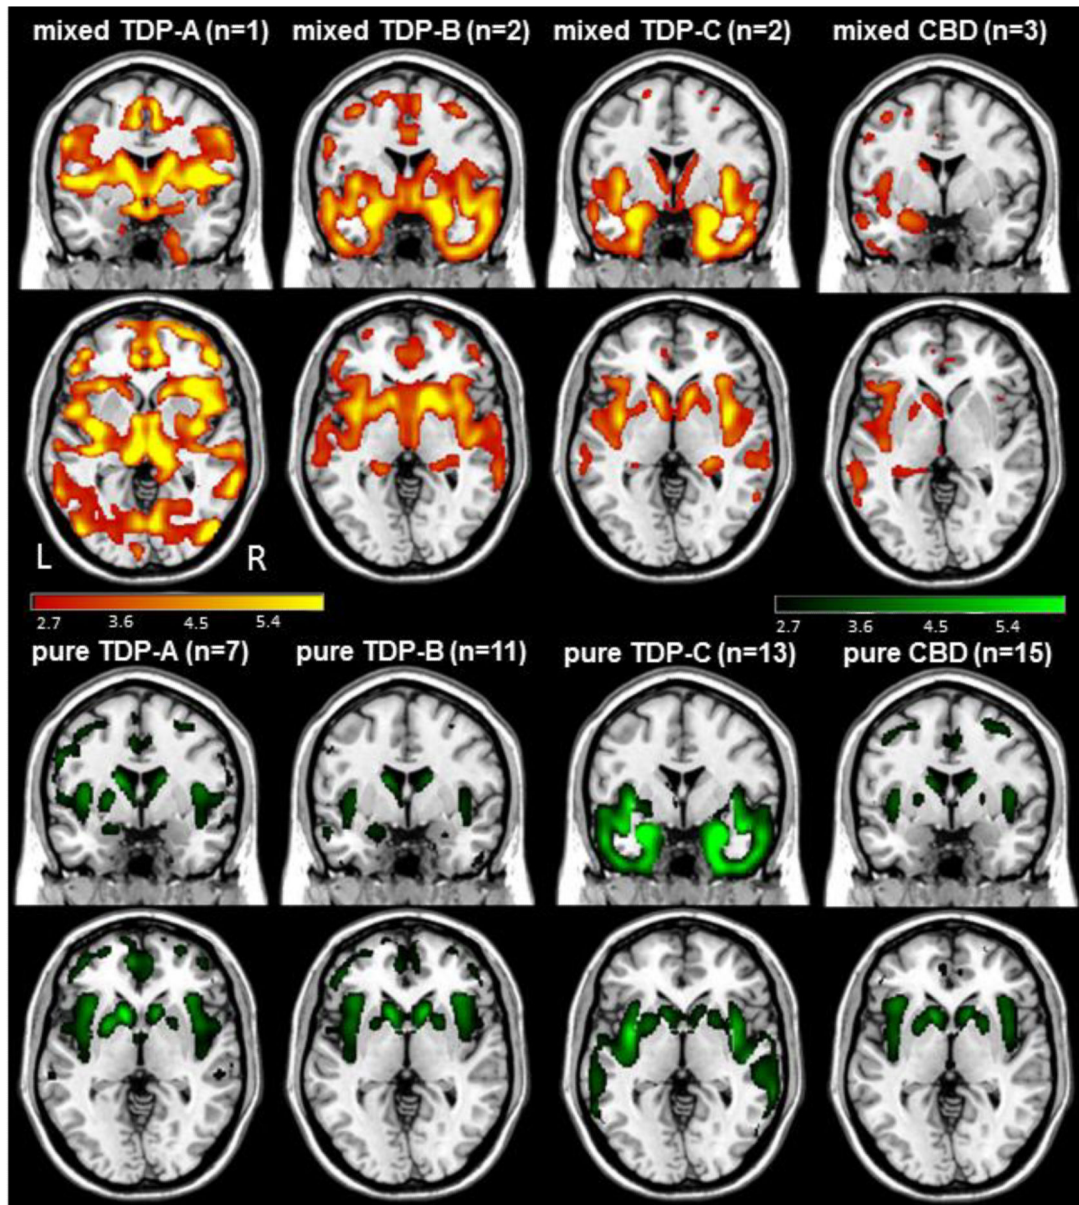 mixed TDP-A (n=1) mixed TDP-B (n=2) mixed TDP-C (n=2) mixed CBD (n=3)
L R
2.7 3.6 4.5 5.4 2.7 3.6 4.5 5.4
pure TDP-A (n=7) pure TDP-B (n=11) pure TDP-C (n=13) pure CBD (n=15)